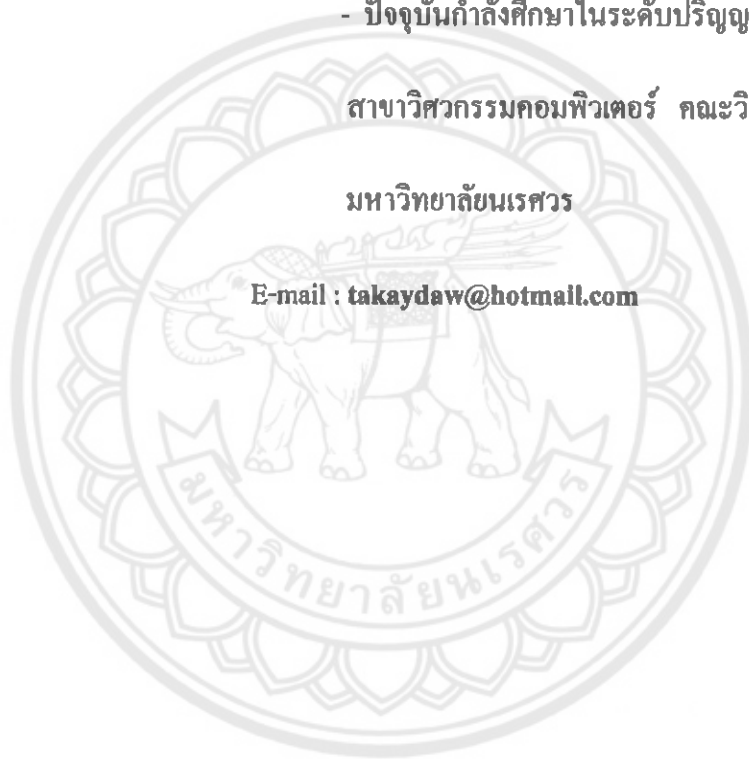 - ปัจจุบันกำลังศึกษาในระดับปริญญ
สาขาวิศวกรรมคอมพิวเตอร์ คณะวิ
มหาวิทยาลัยนเรศวร
E-mail : takaydaw@hotmail.com
มหาวิทยาลัยนเรศวร